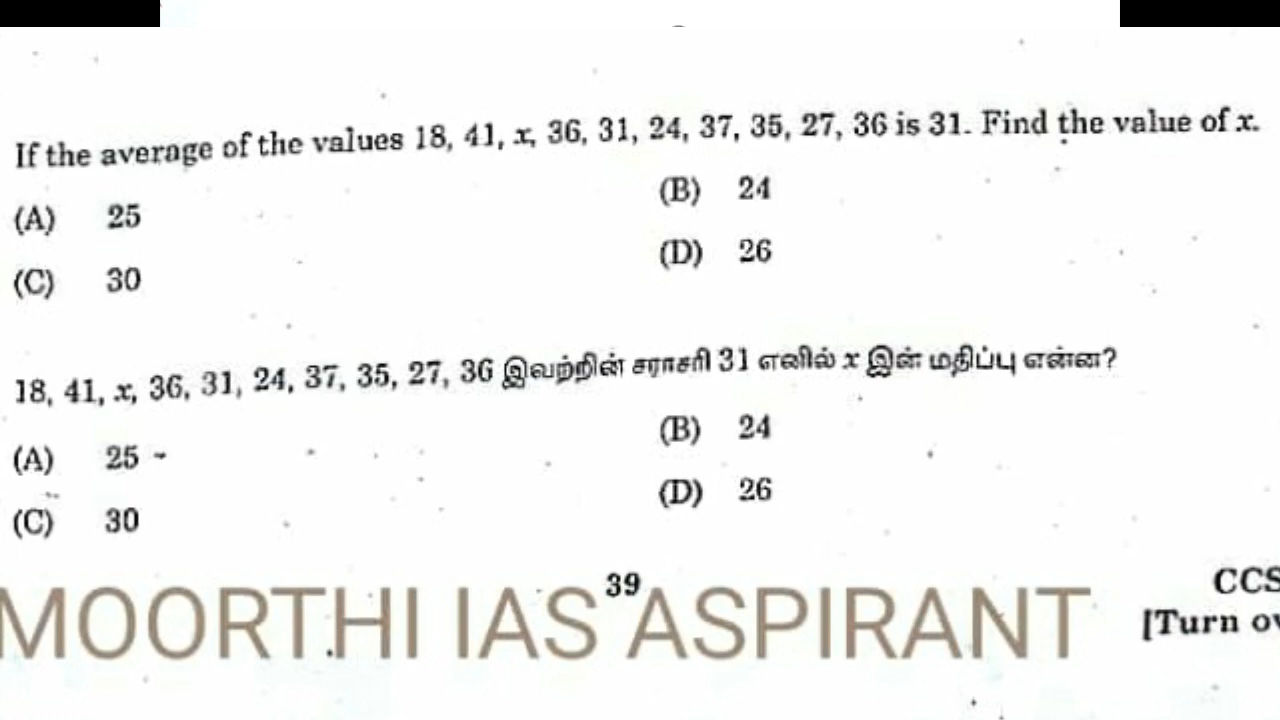 If the average of the values 18, 41, x, 36, 31, 24, 37, 35, 27, 36 is 31. Find the value of x.
(A) 25 (B) 24
(C) 30 (D) 26
18, 41, x, 36, 31, 24, 37, 35, 27, 36 இவற்றின் சராசரி 31 எனில் x இன் மதிப்பு என்ன?
(A) 25 (B) 24
(C) 30 (D) 26
39
CCS
[Turn ov
MOORTHI IAS ASPIRANT